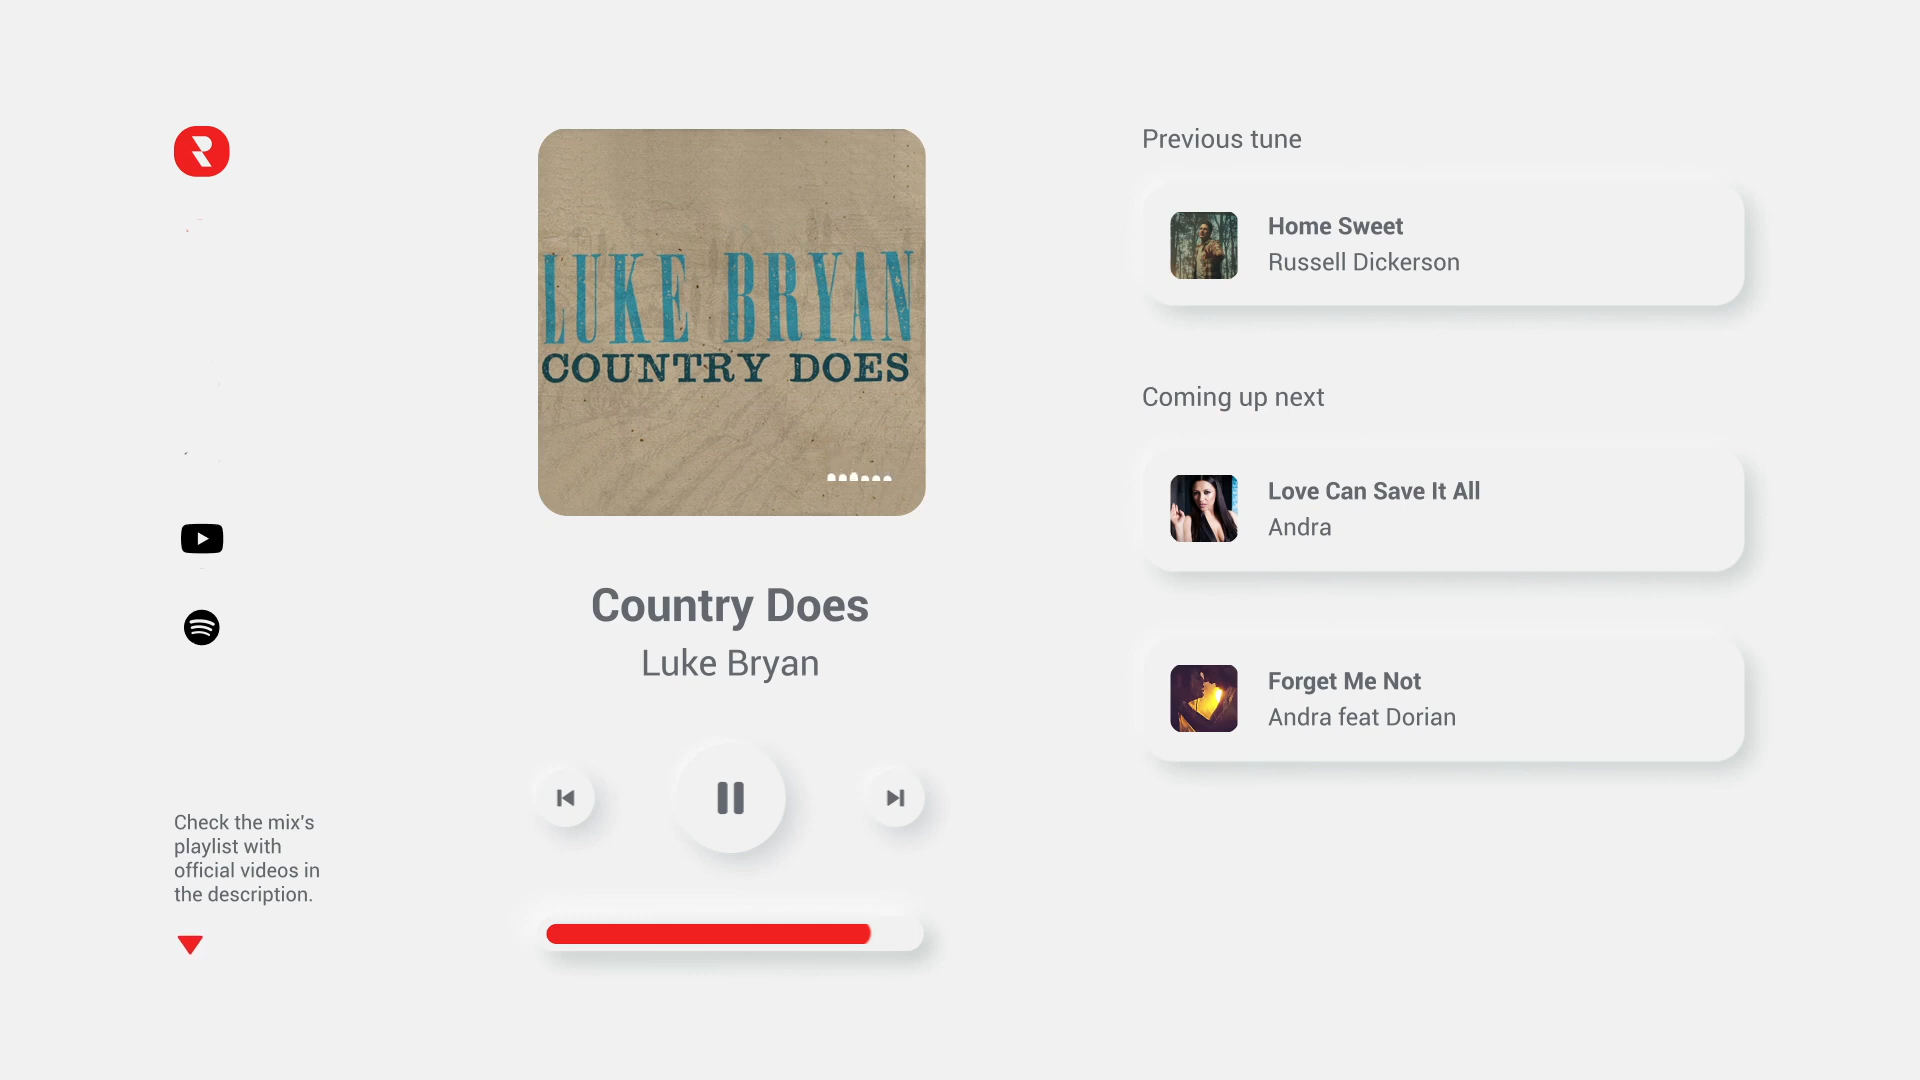 LUKE BRYAN
COUNTRY DOES
Country Does
Luke Bryan
Previous tune
Home Sweet
Russell Dickerson
Coming up next
Love Can Save It All
Andra
Forget Me Not
Andra feat Dorian
Check the mix's
playlist with
official videos in
the description.